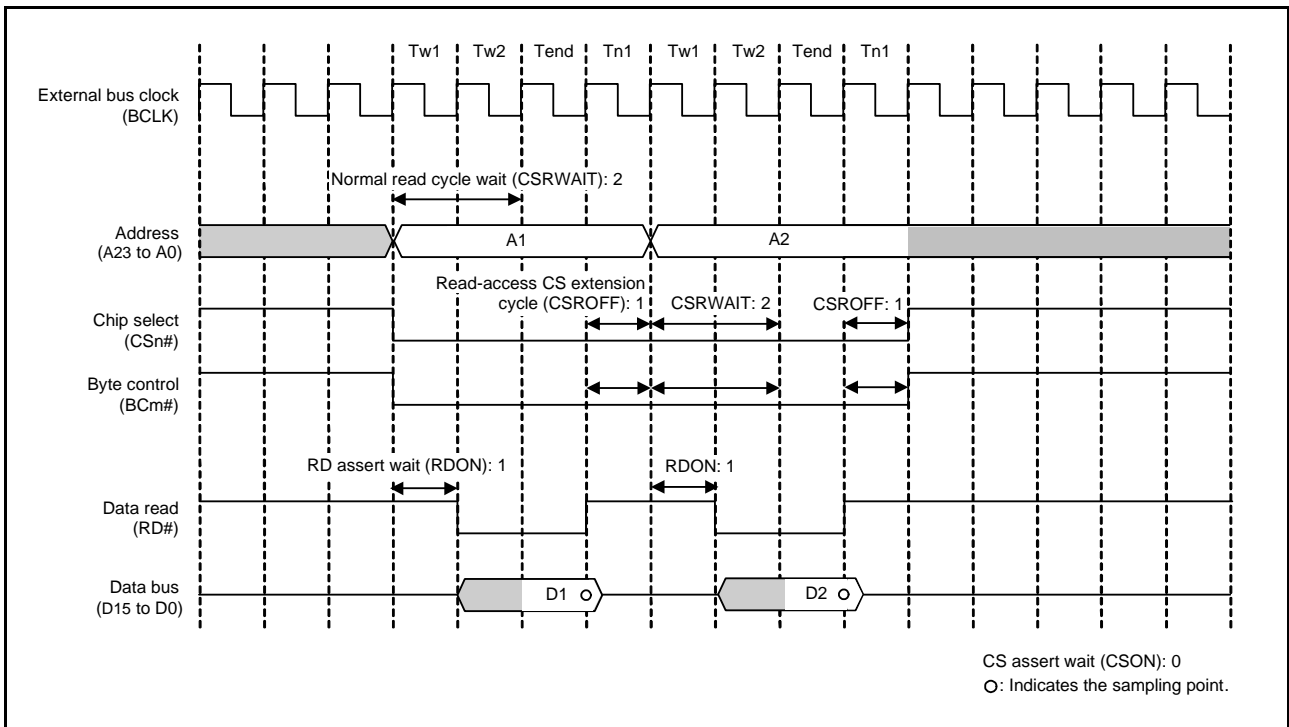 Tw1 Tw2 Tend Tn1 Tw1 Tw2 Tend Tn1
External bus clock
(BCLK)
Normal read cycle wait (CSRWAIT): 2
Address
(A23 to A0)
A1 A2
Read-access CS extension
cycle (CSROFF): 1 CSRWAIT: 2 CSROFF: 1
Chip select
(CSn#)
Byte control
(BCm#)
RD assert wait (RDON): 1 RDON: 1
Data read
(RD#)
Data bus
(D15 to D0)
D1 D2
CS assert wait (CSON): 0
: Indicates the sampling point.